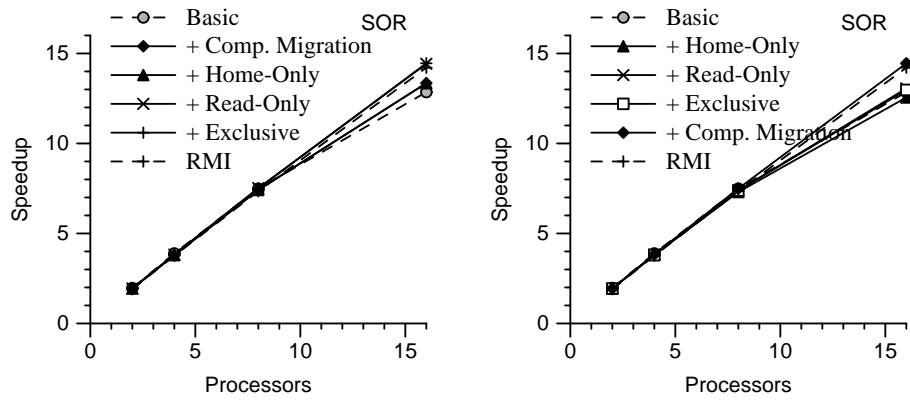 SOR
Basic
+ Comp. Migration
+ Home-Only
+ Read-Only
+ Exclusive
RMI
15
10
5
0
Speedup
0 5 10 15
Processors
SOR
Basic
+ Home-Only
+ Read-Only
+ Exclusive
+ Comp. Migration
RMI
15
10
5
0
Speedup
0 5 10 15
Processors